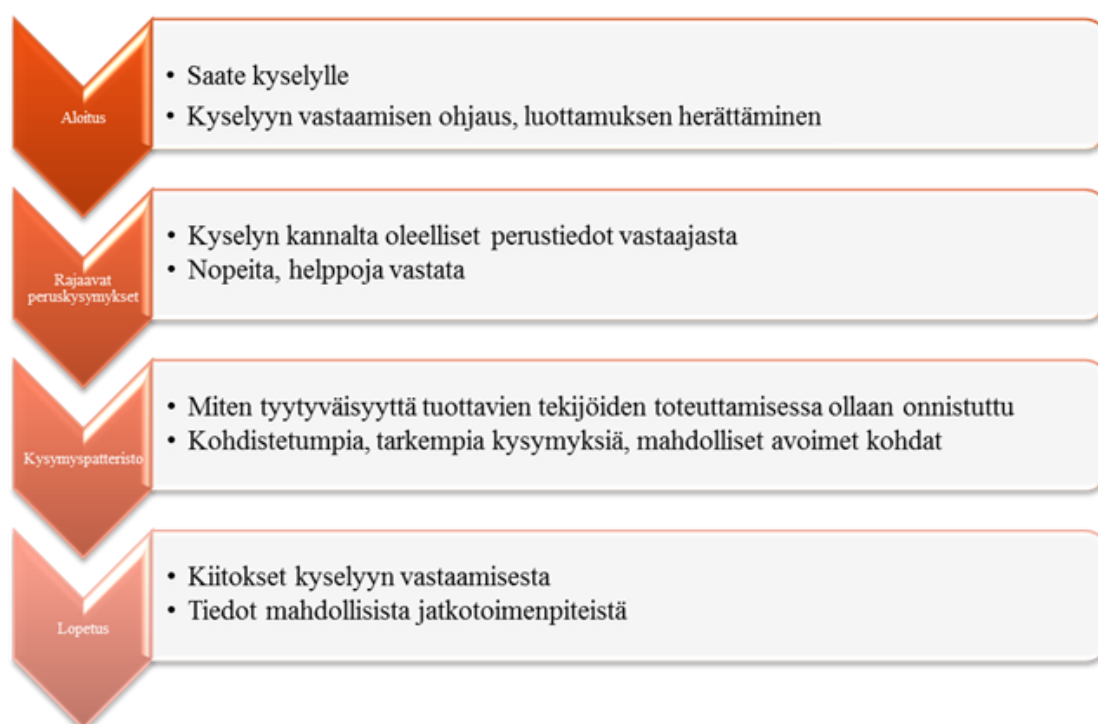 Aloitus
• Saate kyselylle
• Kyselyyn vastaamisen ohjaus, luottamuksen herättäminen
Rajaavat
peruskysymykset
• Kyselyn kannalta oleelliset perustiedot vastaajasta
• Nopeita, helppoja vastata
Kysymyspatteristo
• Miten tyytyväisyyttä tuottavien tekijöiden toteuttamisessa ollaan onnistuttu
• Kohdistetumpia, tarkempia kysymyksiä, mahdolliset avoimet kohdat
Lopetus
• Kiitokset kyselyyn vastaamisesta
• Tiedot mahdollisista jatkotoimenpiteistä